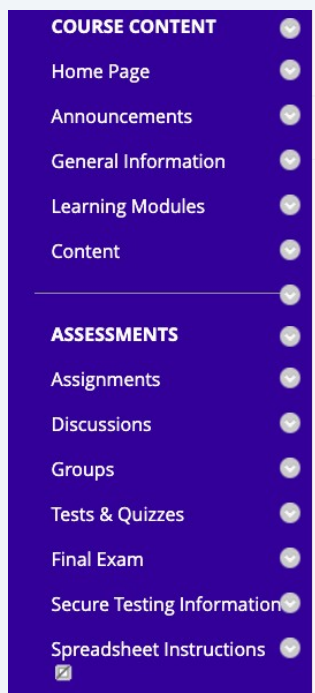 COURSE CONTENT
Home Page
Announcements
General Information
Learning Modules
Content
ASSESSMENTS
Assignments
Discussions
Groups
Tests & Quizzes
Final Exam
Secure Testing Information
Spreadsheet Instructions